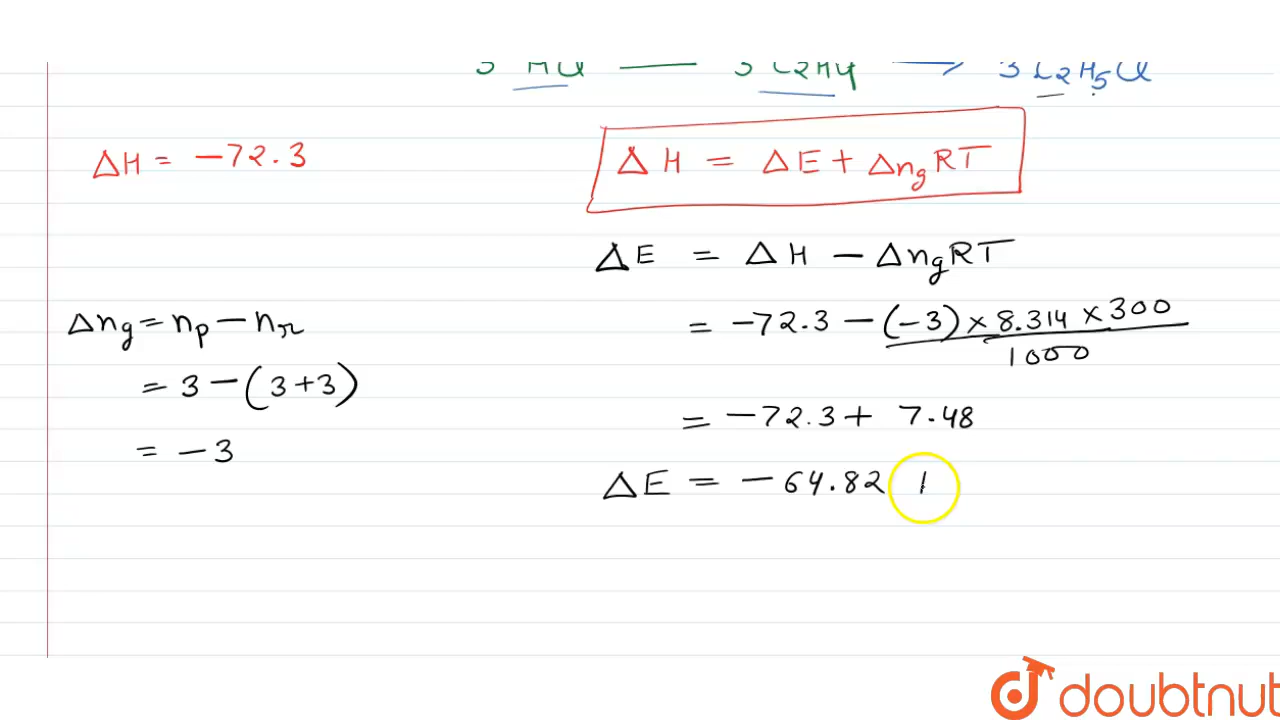 3 HCl — 3 C2H4 → 3 C2H5Cl
ΔH = -72.3
ΔH = ΔE + ΔngRT
ΔE = ΔH - ΔngRT
= -72.3 - (-3) × 8.314 × 300
1000
= -72.3 + 7.48
ΔE = -64.82
Δng = np - nr
= 3 - (3+3)
= -3
doubtnut